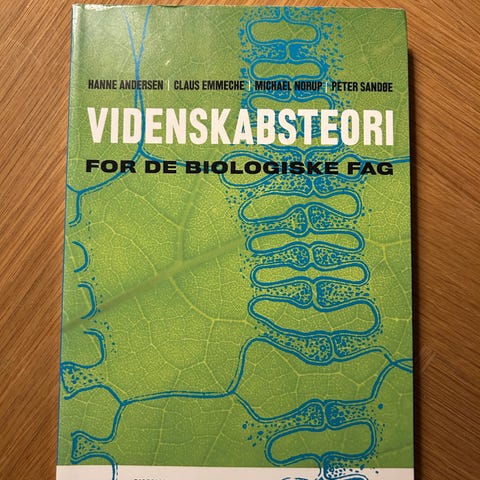 HANNE ANDERSEN | CLAUS EMMECHE | MICHAEL NORUP | PETER SANDØE
VIDENSKABSTEORI
FOR DE BIOLOGISKE FAG